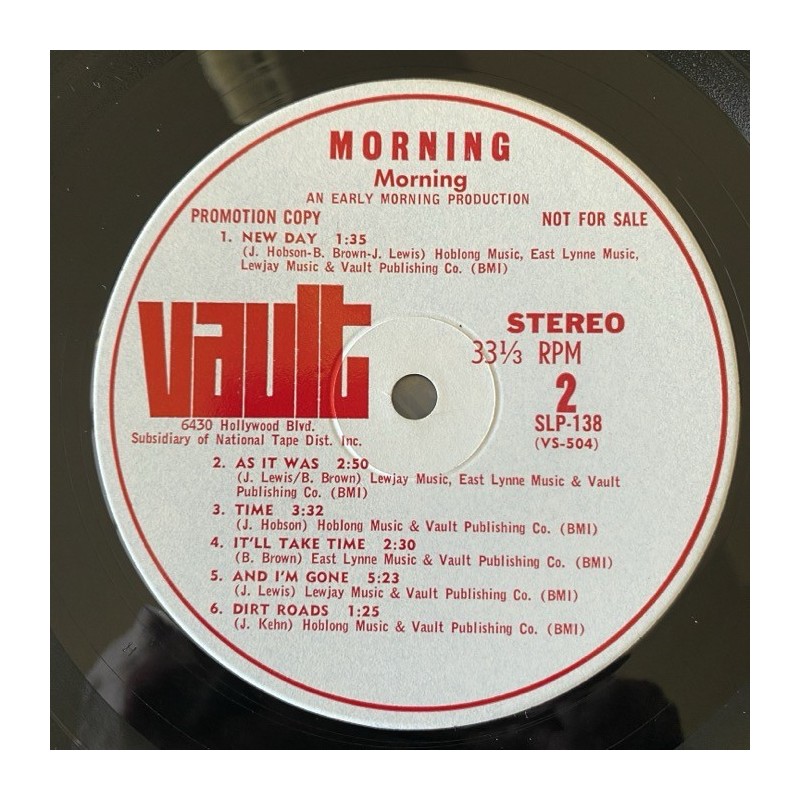 MORNING
Morning
AN EARLY MORNING PRODUCTION
PROMOTION COPY NOT FOR SALE
1. NEW DAY 1:35
(J. Hobson-B. Brown-J. Lewis) Hoblong Music, East Lynne Music,
Lewjay Music & Vault Publishing Co. (BMI)
vault
STEREO
33⅓ RPM
2
SLP-138
(VS-504)
6430 Hollywood Blvd.
Subsidiary of National Tape Dist. Inc.
2. AS IT WAS 2:50
(J. Lewis/B. Brown) Lewjay Music, East Lynne Music & Vault
Publishing Co. (BMI)
3. TIME 3:32
(J. Hobson) Hoblong Music & Vault Publishing Co. (BMI)
4. IT'LL TAKE TIME 2:30
(B. Brown) East Lynne Music & Vault Publishing Co. (BMI)
5. AND I'M GONE 5:23
(J. Lewis) Lewjay Music & Vault Publishing Co. (BMI)
6. DIRT ROADS 1:25
(J. Kehn) Hoblong Music & Vault Publishing Co. (BMI)